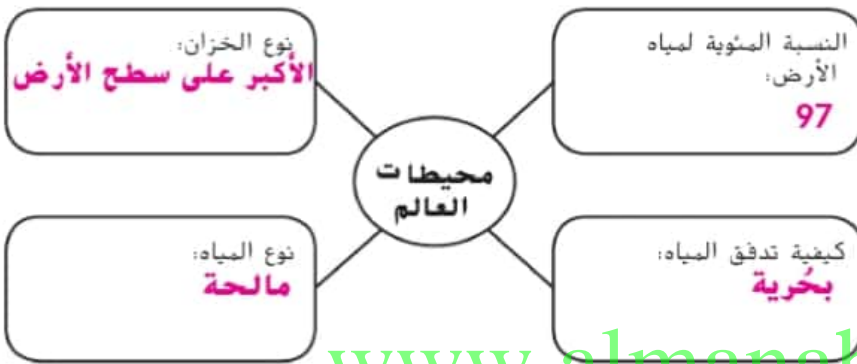 النسبة المئوية لمياه
الأرض:
97
نوع الخزان:
الأكبر على سطح الأرض
محيطات
العالم
كيفية تدفق المياه:
بحُرية
نوع المياه:
مالحة